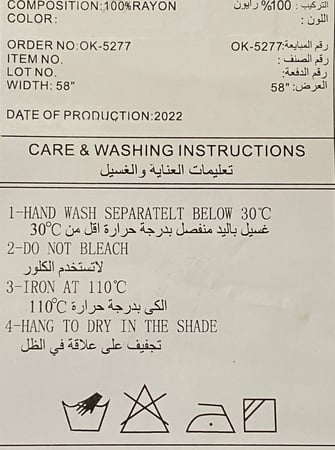 COMPOSITION:100%RAYON التركيب : 100% رايون
COLOR: اللون :
ORDER NO:OK-5277 رقم المبايعة:OK-5277
ITEM NO. رقم الصنف :
LOT NO. رقم الدفعة:
WIDTH: 58" العرض: 58"
DATE OF PRODUCTION:2022
CARE & WASHING INSTRUCTIONS
تعليمات العناية والغسيل
1-HAND WASH SEPARATELT BELOW 30℃
غسيل باليد منفصل بدرجة حرارة اقل من 30℃
2-DO NOT BLEACH
لاتستخدم الكلور
3-IRON AT 110℃
الكى بدرجة حرارة 110℃
4-HANG TO DRY IN THE SHADE
تجفيف على علاقة في الظل